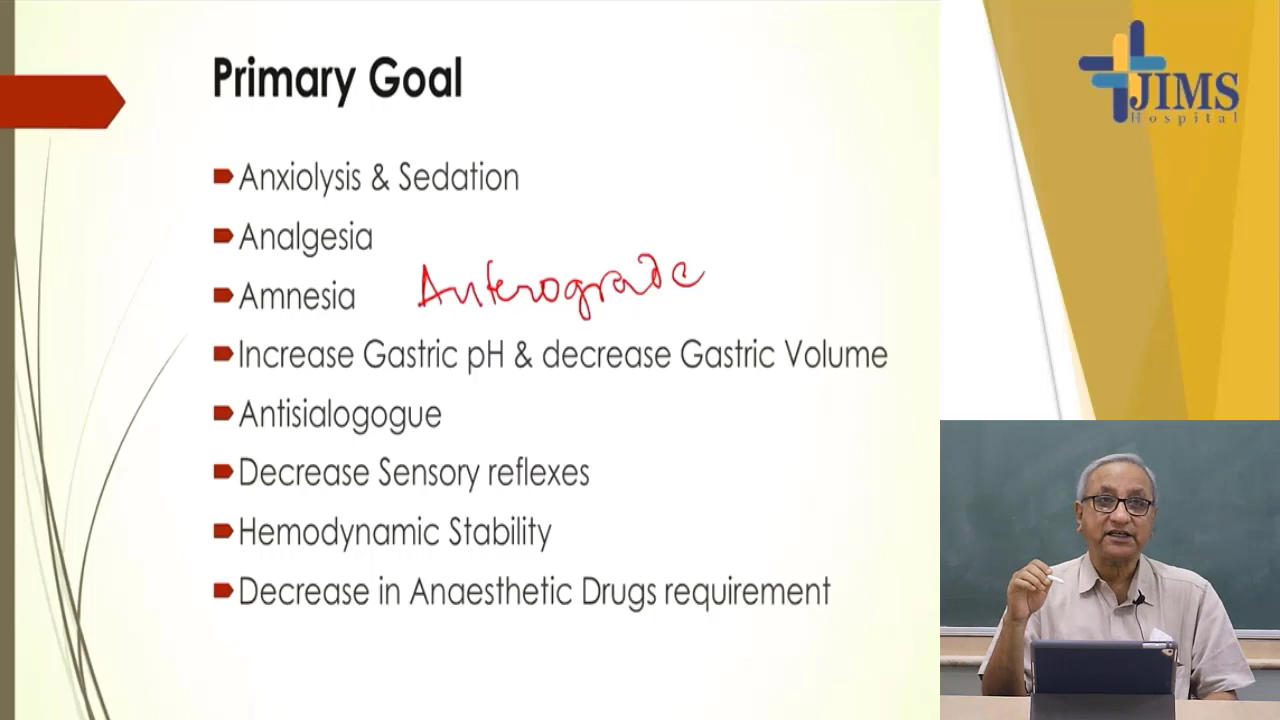 Primary Goal
Anxiolysis & Sedation
Analgesia
Amnesia Anterograde
Increase Gastric pH & decrease Gastric Volume
Antisialogogue
Decrease Sensory reflexes
Hemodynamic Stability
Decrease in Anaesthetic Drugs requirement
JIMS
Hospital